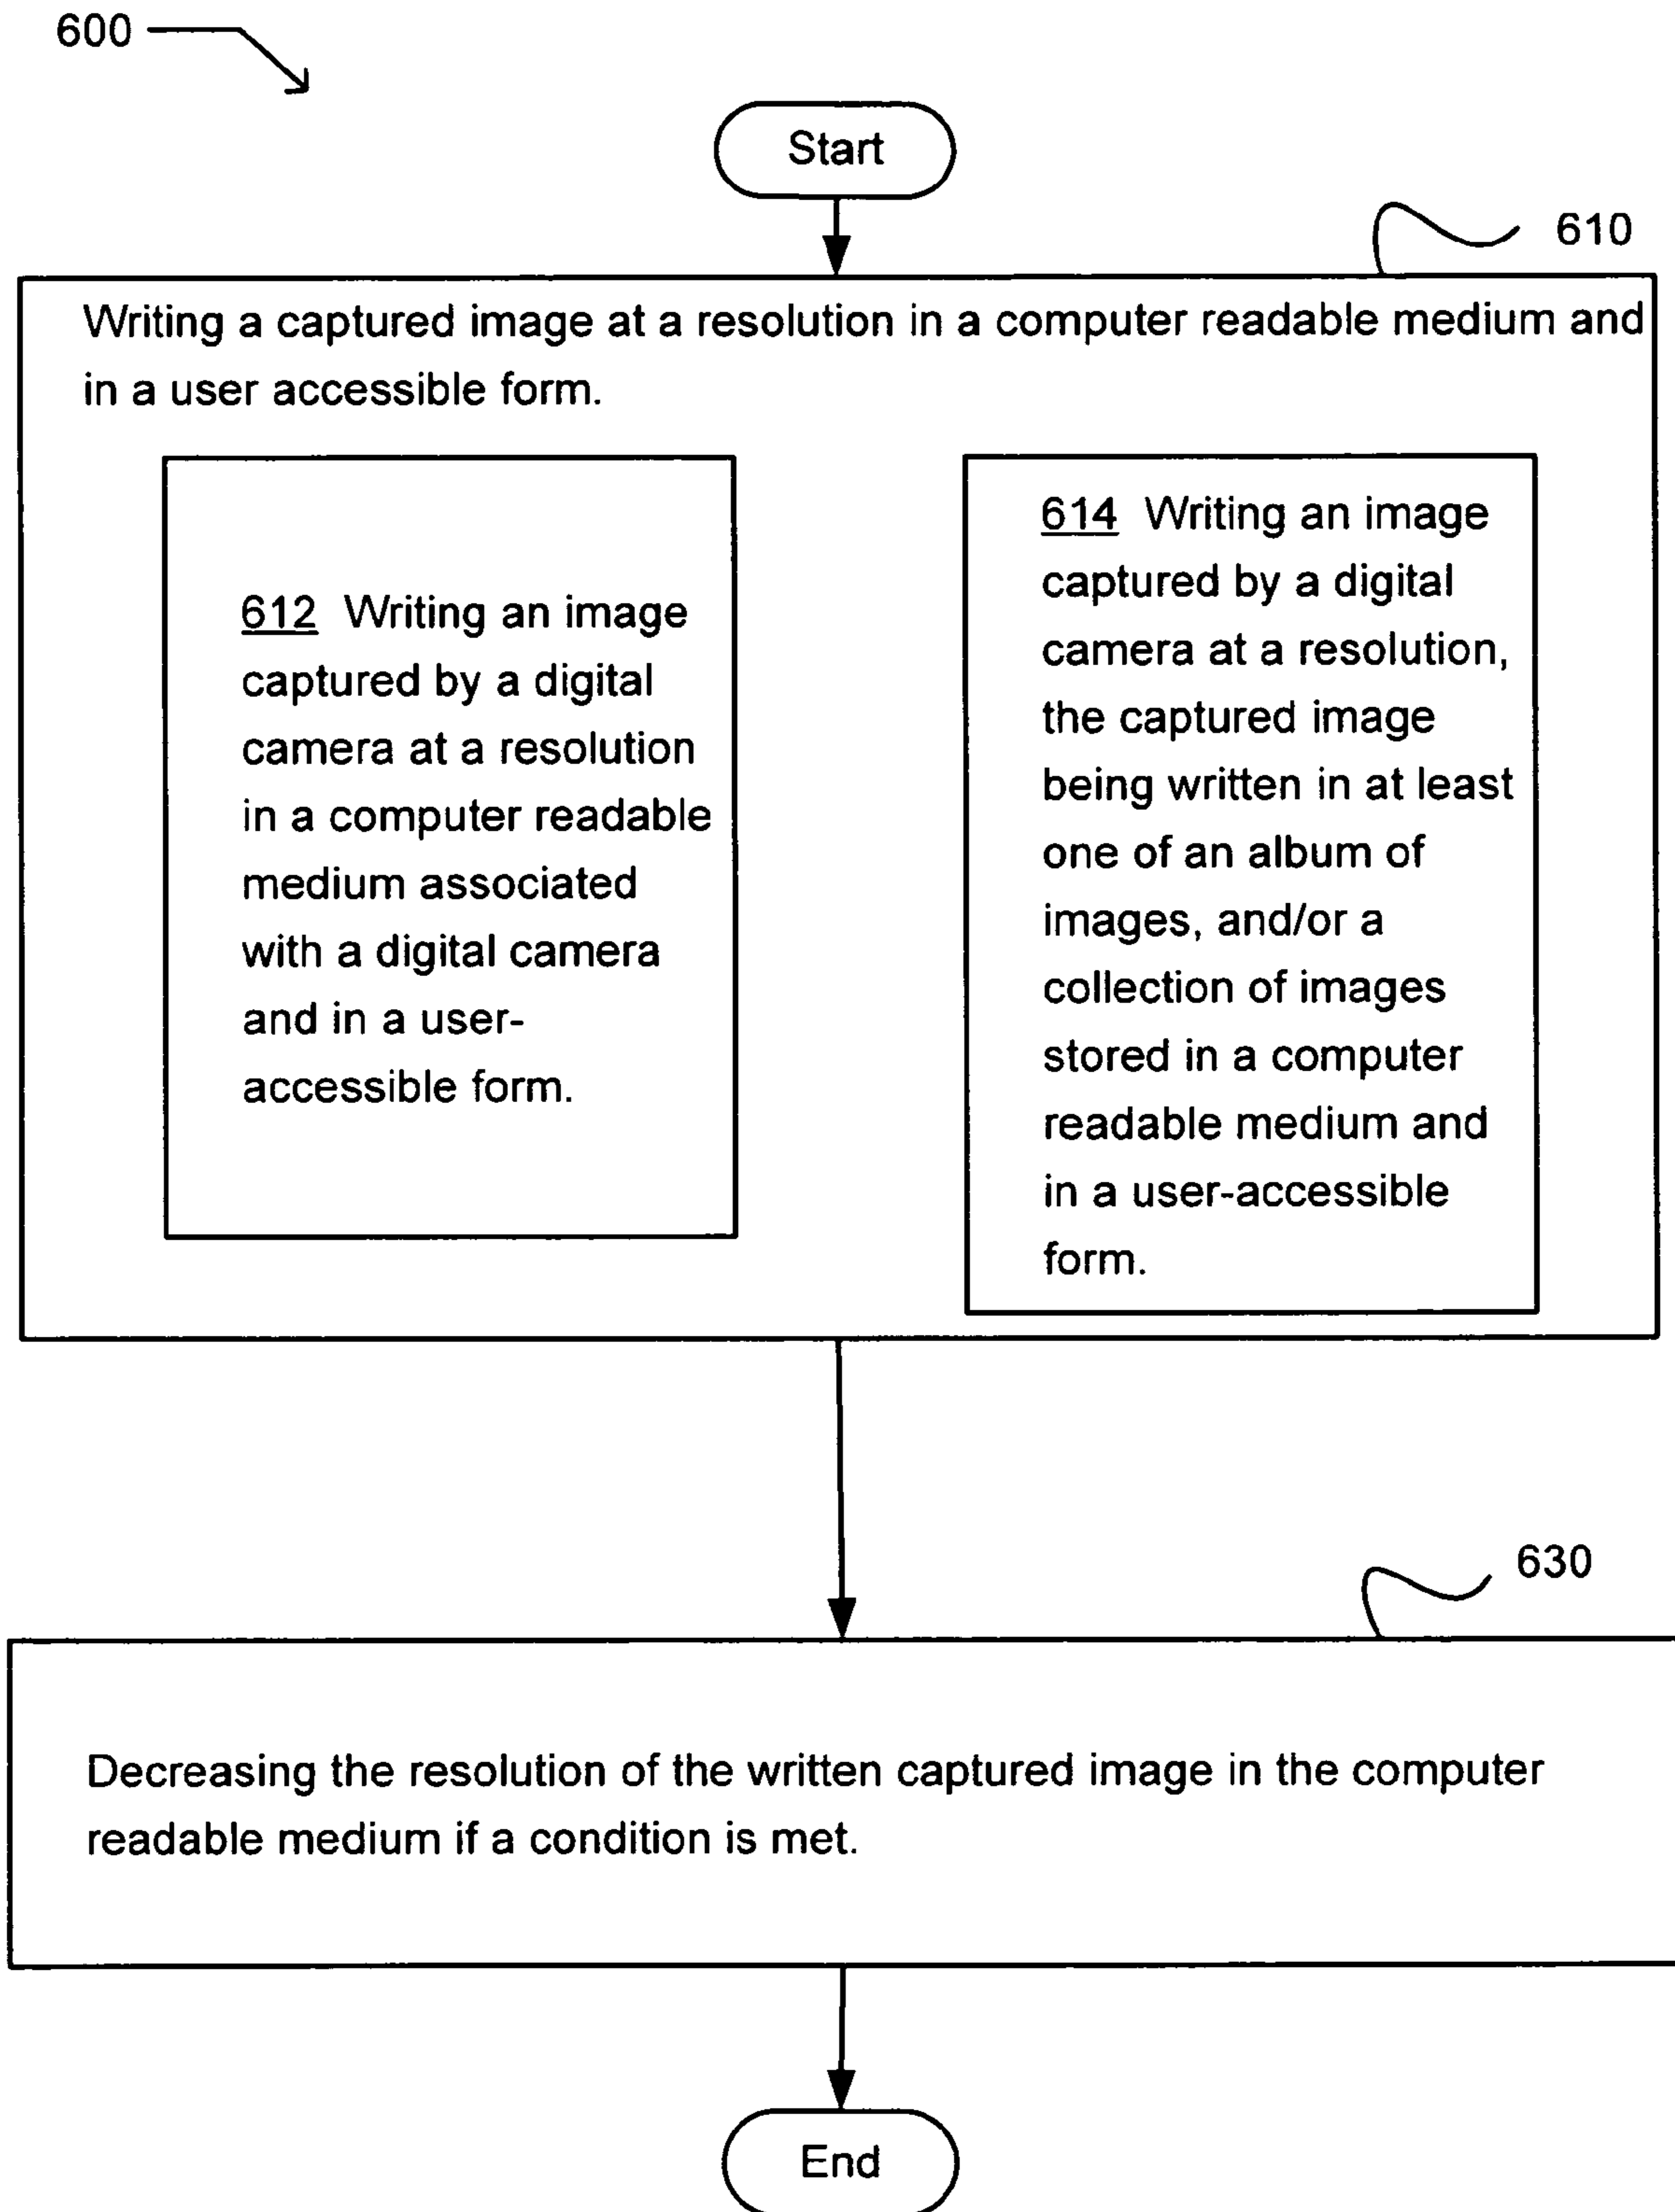 600
Start
610
Writing a captured image at a resolution in a computer readable medium and
in a user accessible form.
612 Writing an image
captured by a digital
camera at a resolution
in a computer readable
medium associated
with a digital camera
and in a user-
accessible form.
614 Writing an image
captured by a digital
camera at a resolution,
the captured image
being written in at least
one of an album of
images, and/or a
collection of images
stored in a computer
readable medium and
in a user-accessible
form.
630
Decreasing the resolution of the written captured image in the computer
readable medium if a condition is met.
End